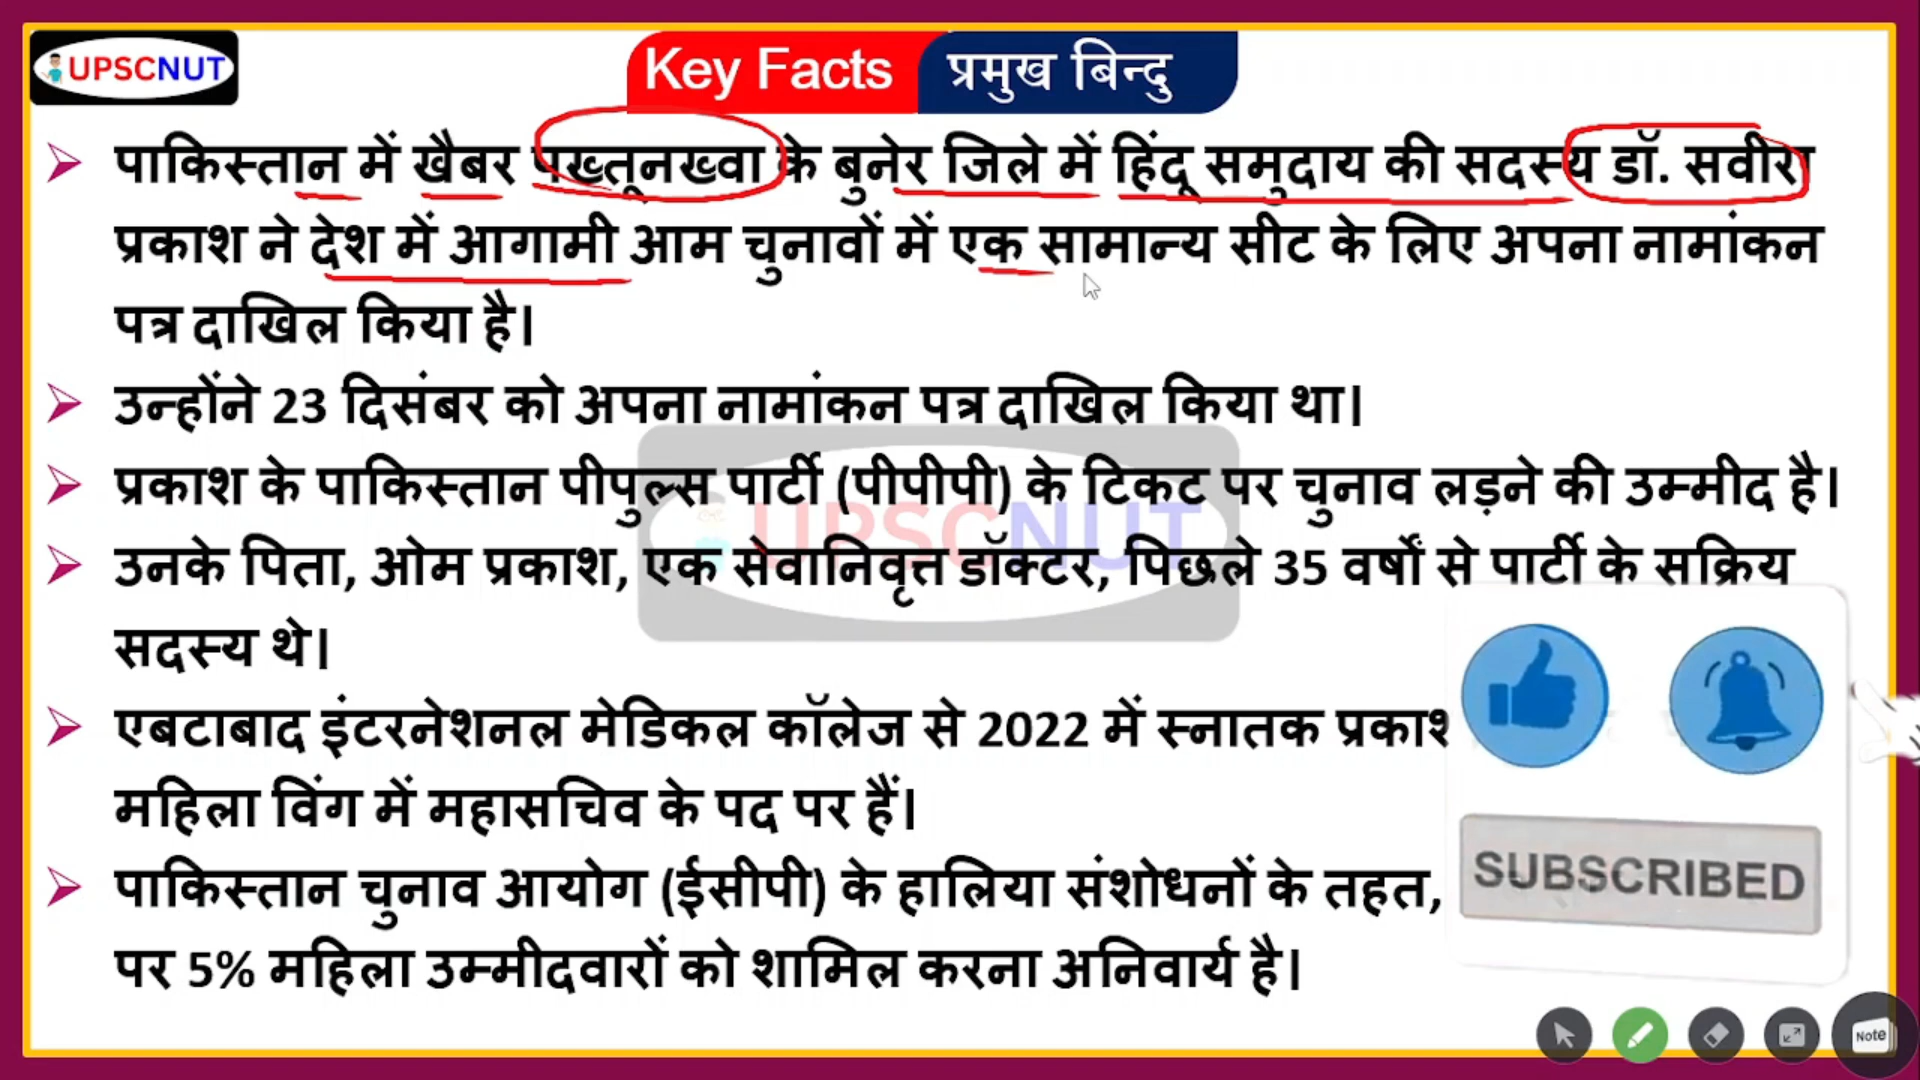 UPSCNUT
Key Facts प्रमुख बिन्दु
पाकिस्तान में खैबर पख्तूनख्वा के बुनेर जिले में हिंदू समुदाय की सदस्य डॉ. सवीरा
प्रकाश ने देश में आगामी आम चुनावों में एक सामान्य सीट के लिए अपना नामांकन
पत्र दाखिल किया है।
उन्होंने 23 दिसंबर को अपना नामांकन पत्र दाखिल किया था।
प्रकाश के पाकिस्तान पीपुल्स पार्टी (पीपीपी) के टिकट पर चुनाव लड़ने की उम्मीद है।
UPSCNUT
उनके पिता, ओम प्रकाश, एक सेवानिवृत्त डॉक्टर, पिछले 35 वर्षों से पार्टी के सक्रिय
सदस्य थे।
एबटाबाद इंटरनेशनल मेडिकल कॉलेज से 2022 में स्नातक प्रकाश
महिला विंग में महासचिव के पद पर हैं।
पाकिस्तान चुनाव आयोग (ईसीपी) के हालिया संशोधनों के तहत,
पर 5% महिला उम्मीदवारों को शामिल करना अनिवार्य है।
SUBSCRIBED
Note